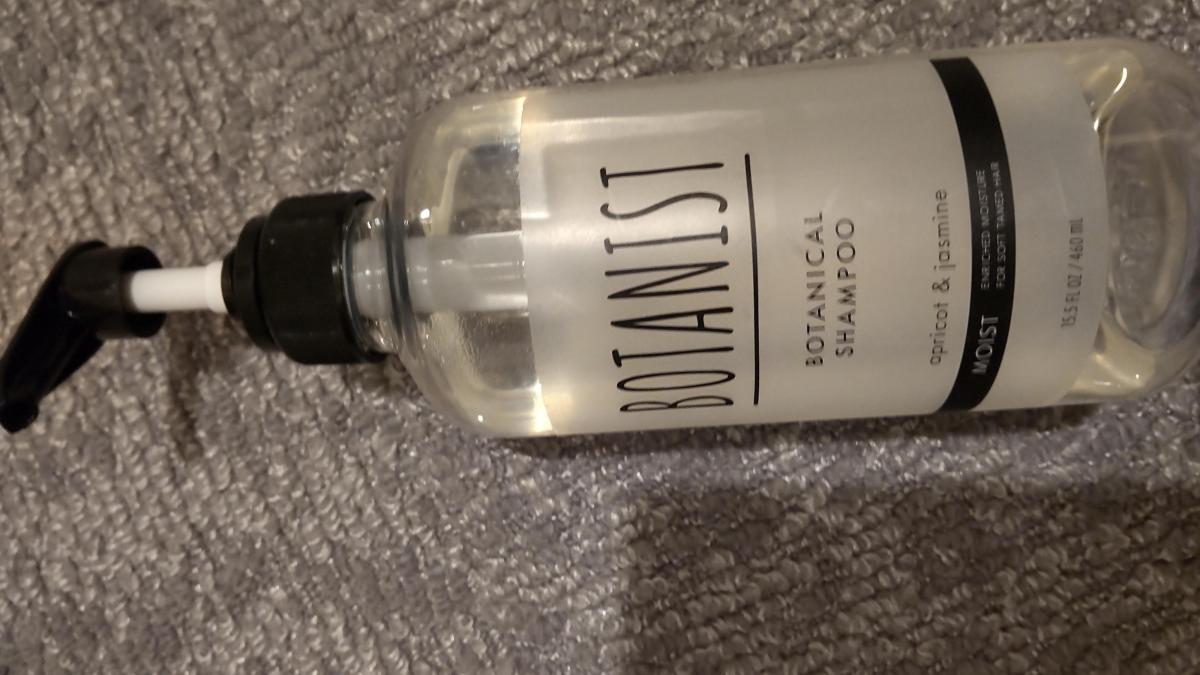 BOTANIST
BOTANICAL
SHAMPOO
apricot & jasmine
MOIST
ENRICHED MOISTURE
FOR SOFT TAMED HAIR
15.5 FL OZ / 460 mL